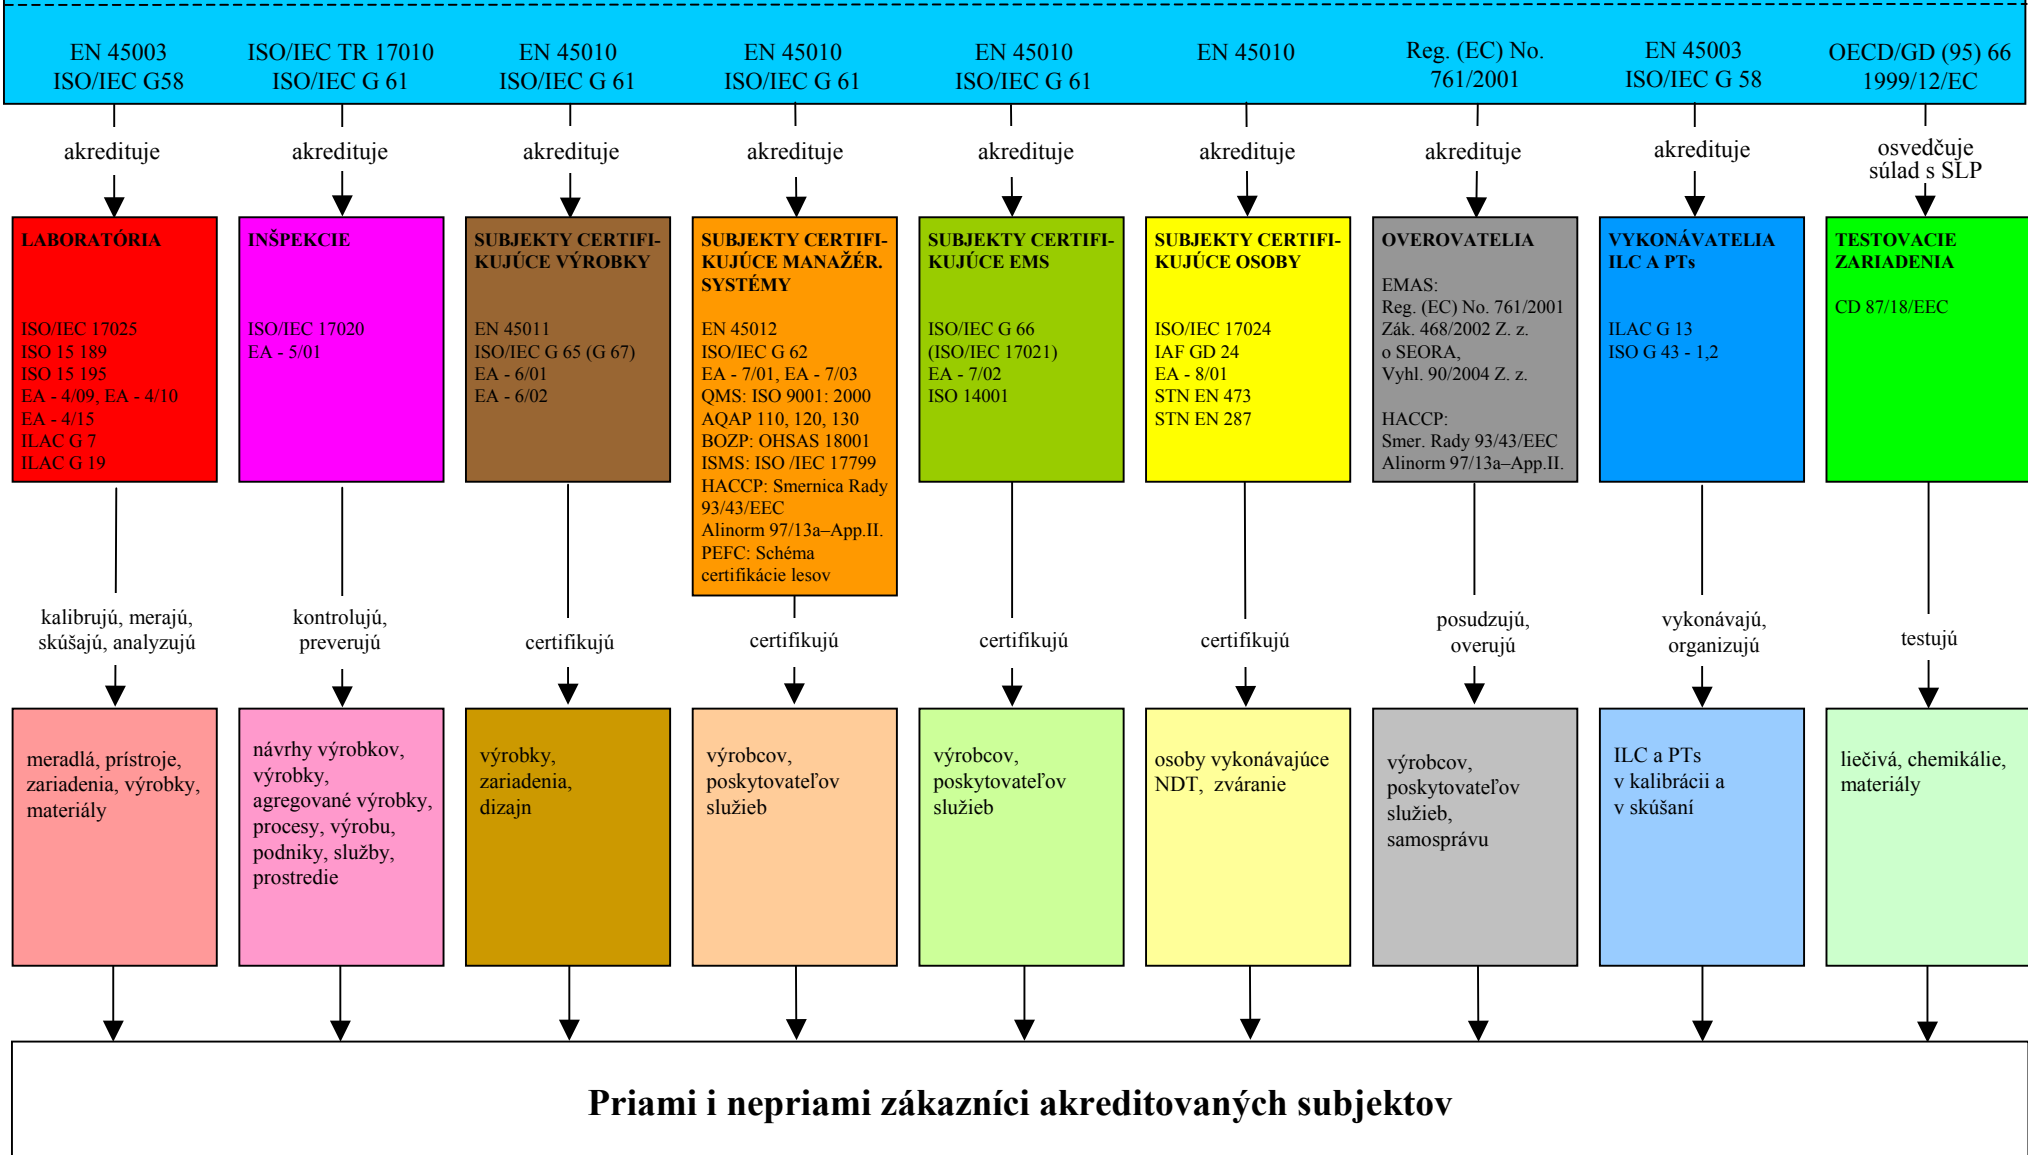 EN 45003
ISO/IEC G58
ISO/IEC TR 17010
ISO/IEC G 61
EN 45010
ISO/IEC G 61
EN 45010
ISO/IEC G 61
EN 45010
ISO/IEC G 61
EN 45010
Reg. (EC) No.
761/2001
EN 45003
ISO/IEC G 58
OECD/GD (95) 66
1999/12/EC
akredituje
akredituje
akredituje
akredituje
akredituje
akredituje
akredituje
akredituje
osvedčuje
súlad s SLP
LABORATÓRIA
ISO/IEC 17025
ISO 15 189
ISO 15 195
EA - 4/09, EA - 4/10
EA - 4/15
ILAC G 7
ILAC G 19
INŠPEKCIE
ISO/IEC 17020
EA - 5/01
SUBJEKTY CERTIFI-
KUJÚCE VÝROBKY
EN 45011
ISO/IEC G 65 (G 67)
EA - 6/01
EA - 6/02
SUBJEKTY CERTIFI-
KUJÚCE MANAŽÉR.
SYSTÉMY
EN 45012
ISO/IEC G 62
EA - 7/01, EA - 7/03
QMS: ISO 9001: 2000
AQAP 110, 120, 130
BOZP: OHSAS 18001
ISMS: ISO /IEC 17799
HACCP: Smernica Rady
93/43/EEC
Alinorm 97/13a–App.II.
PEFC: Schéma
certifikácie lesov
SUBJEKTY CERTIFI-
KUJÚCE EMS
ISO/IEC G 66
(ISO/IEC 17021)
EA - 7/02
ISO 14001
SUBJEKTY CERTIFI-
KUJÚCE OSOBY
ISO/IEC 17024
IAF GD 24
EA - 8/01
STN EN 473
STN EN 287
OVEROVATELIA
EMAS:
Reg. (EC) No. 761/2001
Zák. 468/2002 Z. z.
o SEORA,
Vyhl. 90/2004 Z. z.
HACCP:
Smer. Rady 93/43/EEC
Alinorm 97/13a–App.II.
VYKONÁVATELIA
ILC A PTs
ILAC G 13
ISO G 43 - 1,2
TESTOVACIE
ZARIADENIA
CD 87/18/EEC
kalibrujú, merajú,
skúšajú, analyzujú
kontrolujú,
preverujú
certifikujú
certifikujú
certifikujú
certifikujú
posudzujú,
overujú
vykonávajú,
organizujú
testujú
meradlá, prístroje,
zariadenia, výrobky,
materiály
návrhy výrobkov,
výrobky,
agregované výrobky,
procesy, výrobu,
podniky, služby,
prostredie
výrobky,
zariadenia,
dizajn
výrobcov,
poskytovateľov
služieb
výrobcov,
poskytovateľov
služieb
osoby vykonávajúce
NDT, zváranie
výrobcov,
poskytovateľov
služieb,
samosprávu
ILC a PTs
v kalibrácii a
v skúšaní
liečivá, chemikálie,
materiály
Priami i nepriami zákazníci akreditovaných subjektov